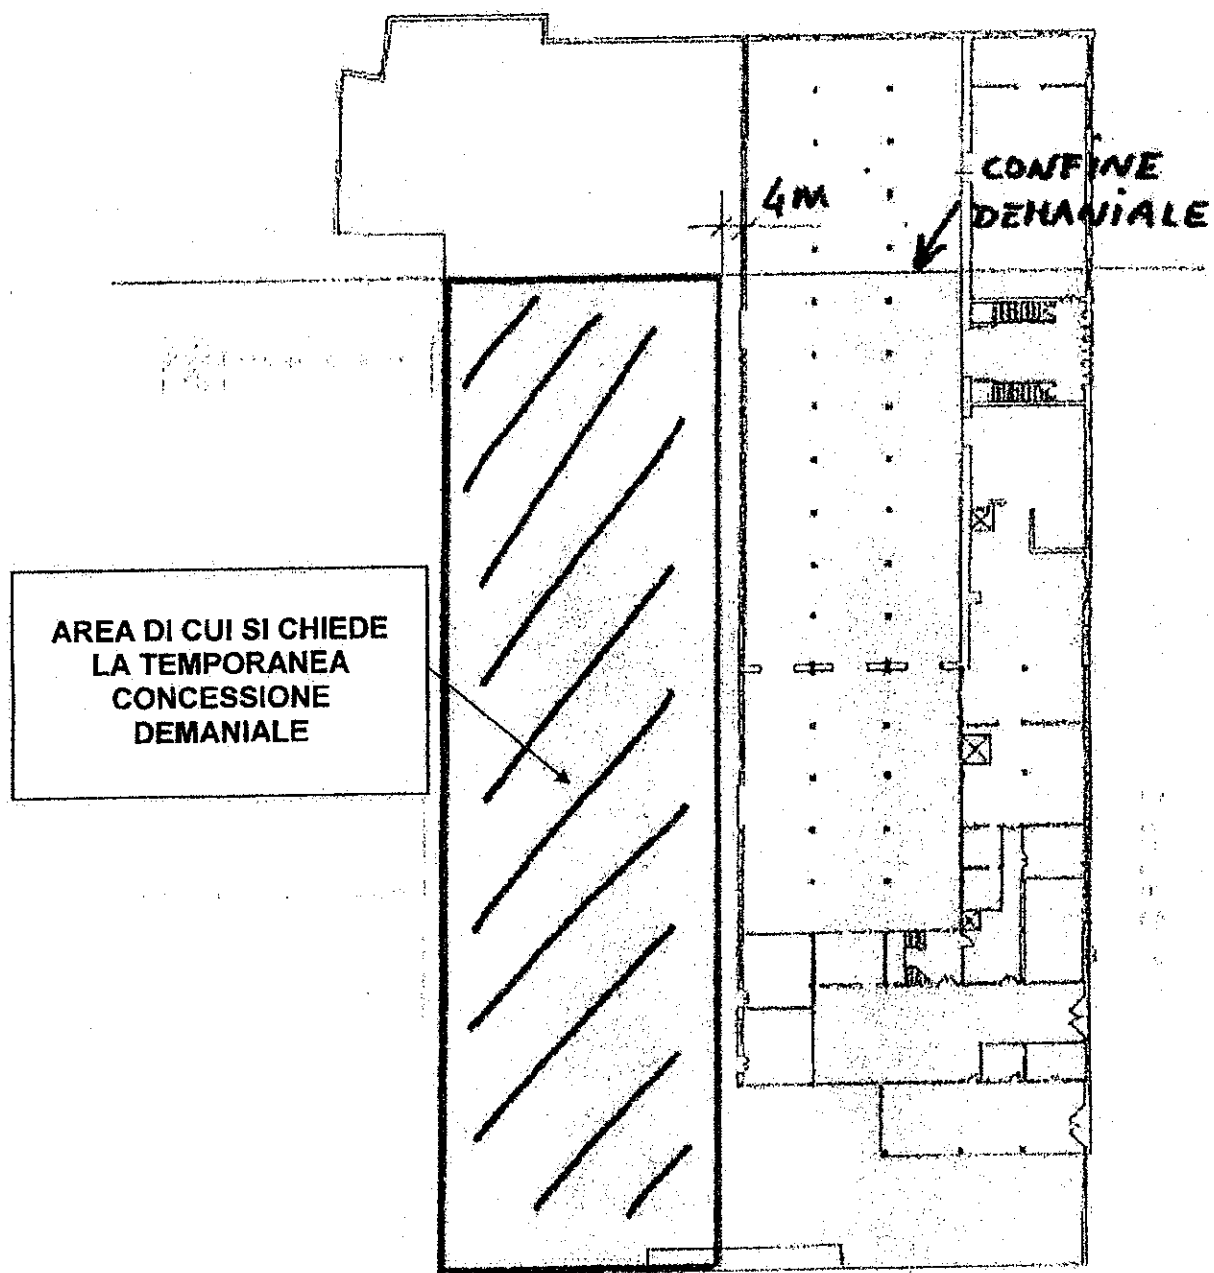 4M
CONFINE
DEMANIALE
AREA DI CUI SI CHIEDE
LA TEMPORANEA
CONCESSIONE
DEMANIALE